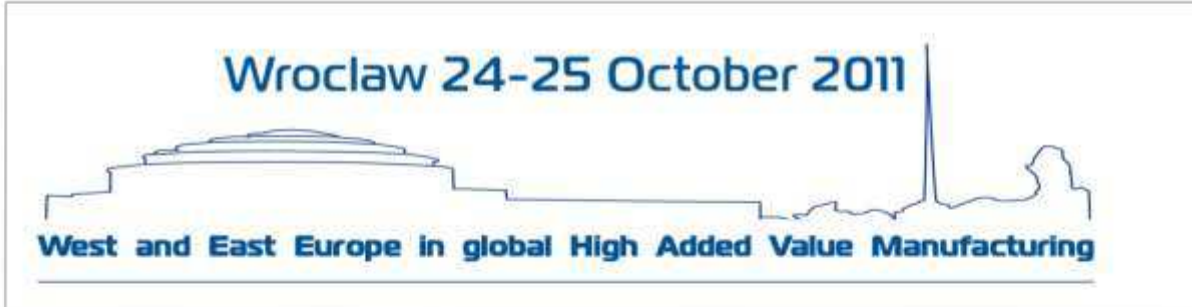 Wroclaw 24-25 October 2011
West and East Europe in global High Added Value Manufacturing